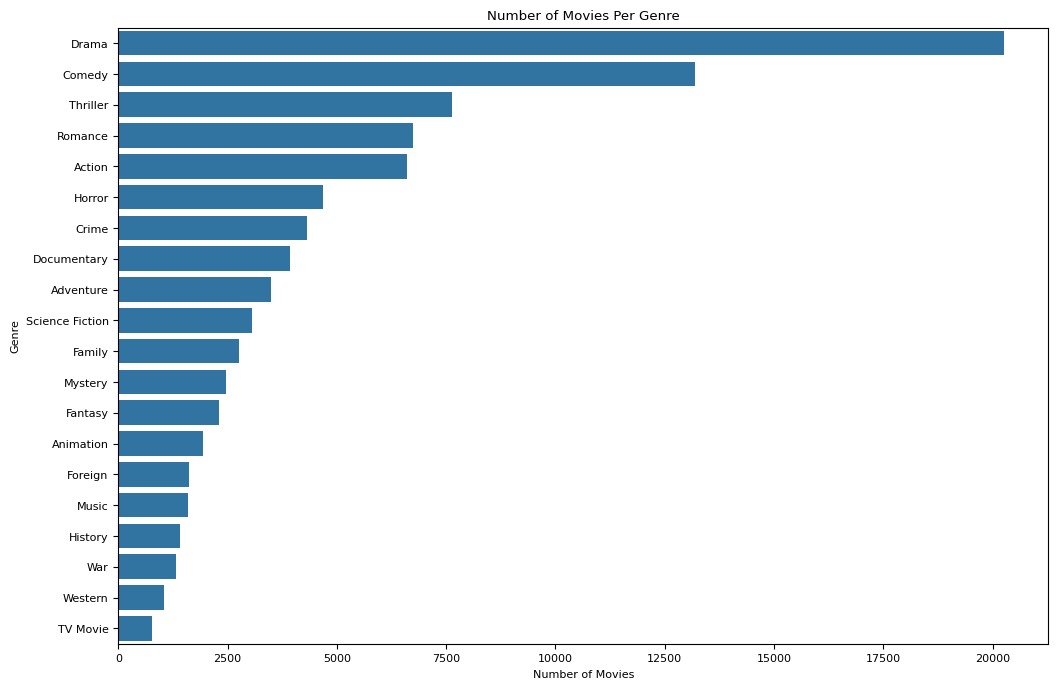 Number of Movies Per Genre
Genre
Drama
Comedy
Thriller
Romance
Action
Horror
Crime
Documentary
Adventure
Science Fiction
Family
Mystery
Fantasy
Animation
Foreign
Music
History
War
Western
TV Movie
0 2500 5000 7500 10000 12500 15000 17500 20000
Number of Movies